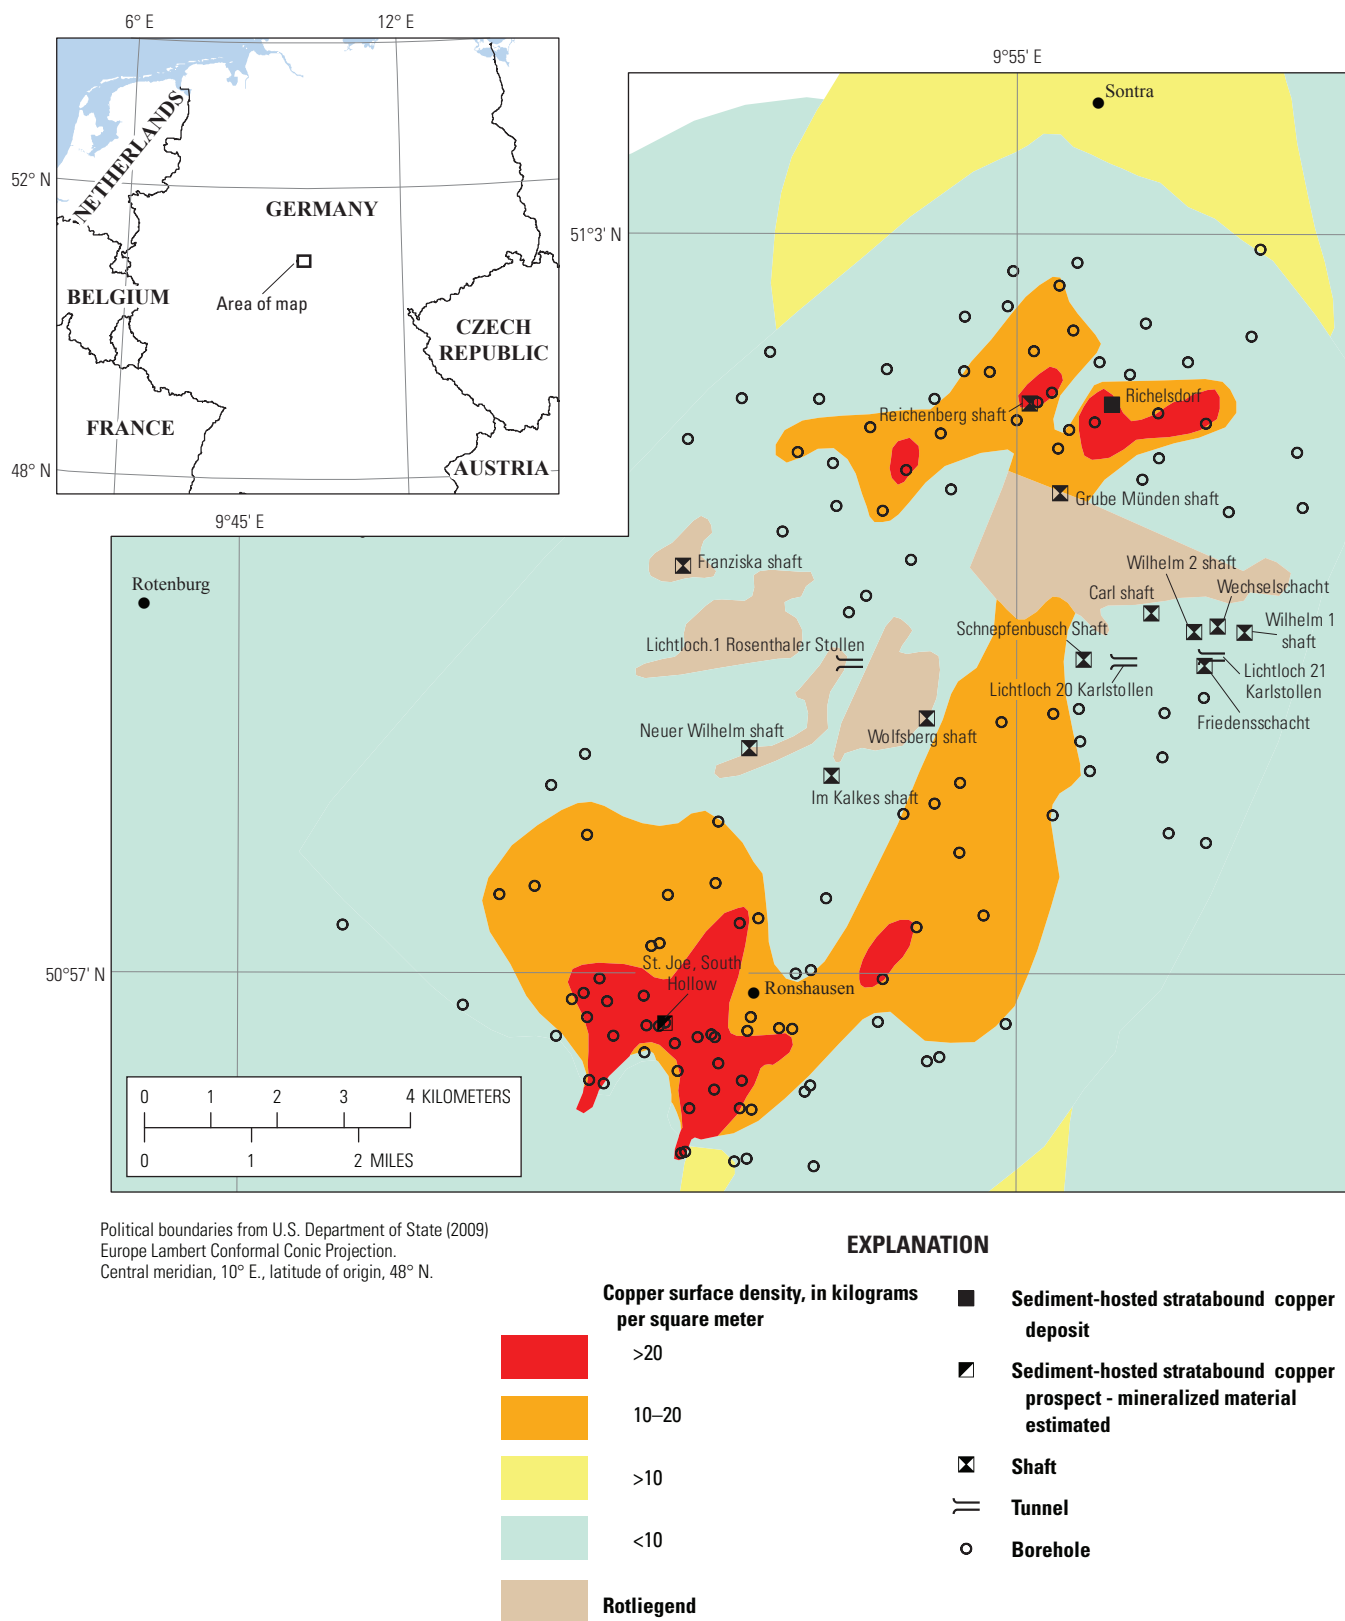 6° E
12° E
52° N
48° N
NETHERLANDS
GERMANY
BELGIUM
Area of map
CZECH
REPUBLIC
FRANCE
AUSTRIA
9°55' E
Sontra
51°3' N
Richelsdorf
Reichenberg shaft
Grube Münden shaft
9°45' E
Rotenburg
Franziska shaft
Wilhelm 2 shaft
Wechselschacht
Carl shaft
Wilhelm 1
shaft
Schnepfenbusch Shaft
Lichtloch.1 Rosenthaler Stollen
Lichtloch 20 Karlstollen
Lichtloch 21
Karlstollen
Friedensschacht
Neuer Wilhelm shaft
Wolfsberg shaft
Im Kalkes shaft
50°57' N
St. Joe, South
Hollow
Ronshausen
0 1 2 3 4 KILOMETERS
0 1 2 MILES
Political boundaries from U.S. Department of State (2009)
Europe Lambert Conformal Conic Projection.
Central meridian, 10° E., latitude of origin, 48° N.
EXPLANATION
Copper surface density, in kilograms
per square meter
>20
10–20
>10
<10
Rotliegend
Sediment-hosted stratabound copper
deposit
Sediment-hosted stratabound copper
prospect - mineralized material
estimated
Shaft
Tunnel
Borehole